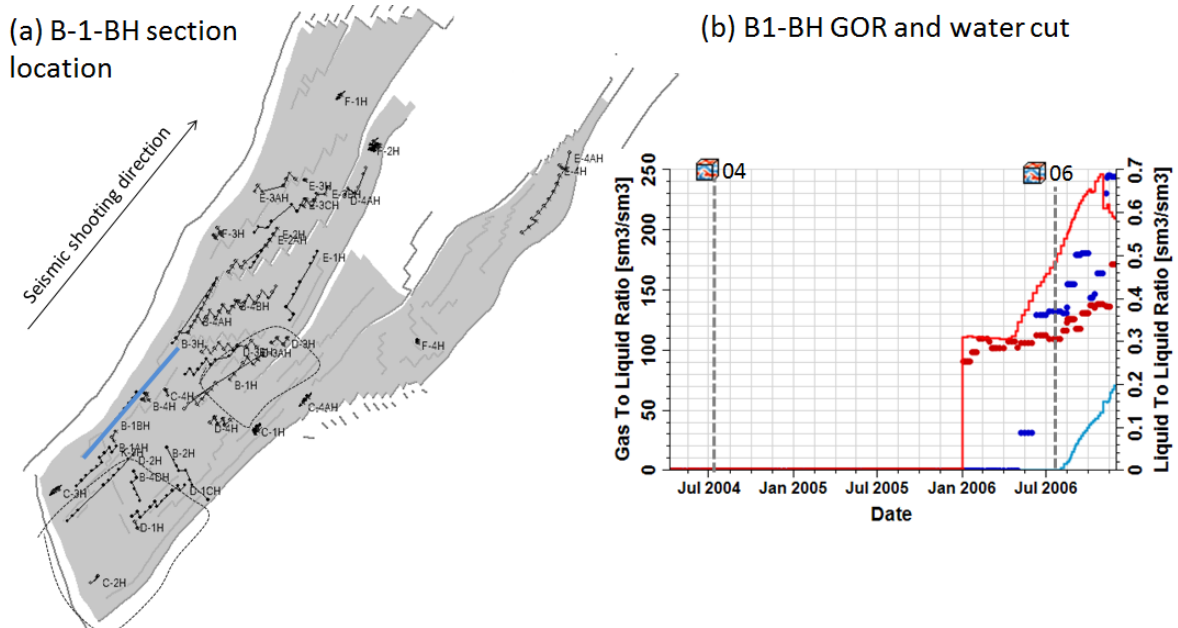 (a) B-1-BH section
location
Seismic shooting direction
F-1H
F-2H
E-4AH
E-4H
E-3H
E-3AH
E-3BH
E-3CH
D-4AH
F-3H
E-2H
E-2AH
E-1H
B-4BH
B-4AH
B-3H
D-3H
B-1H
F-4H
C-4H
B-4H
C-4AH
B-1BH
D-4H
C-1H
B-1AH
B-2H
D-2H
B-4DH
C-3H
D-1CH
D-1H
C-2H
(b) B1-BH GOR and water cut
04
06
Gas To Liquid Ratio [sm3/sm3]
250
200
150
100
50
0
Liquid To Liquid Ratio [sm3/sm3]
0.7
0.6
0.5
0.4
0.3
0.2
0.1
0
Jul 2004
Jan 2005
Jul 2005
Jan 2006
Jul 2006
Date